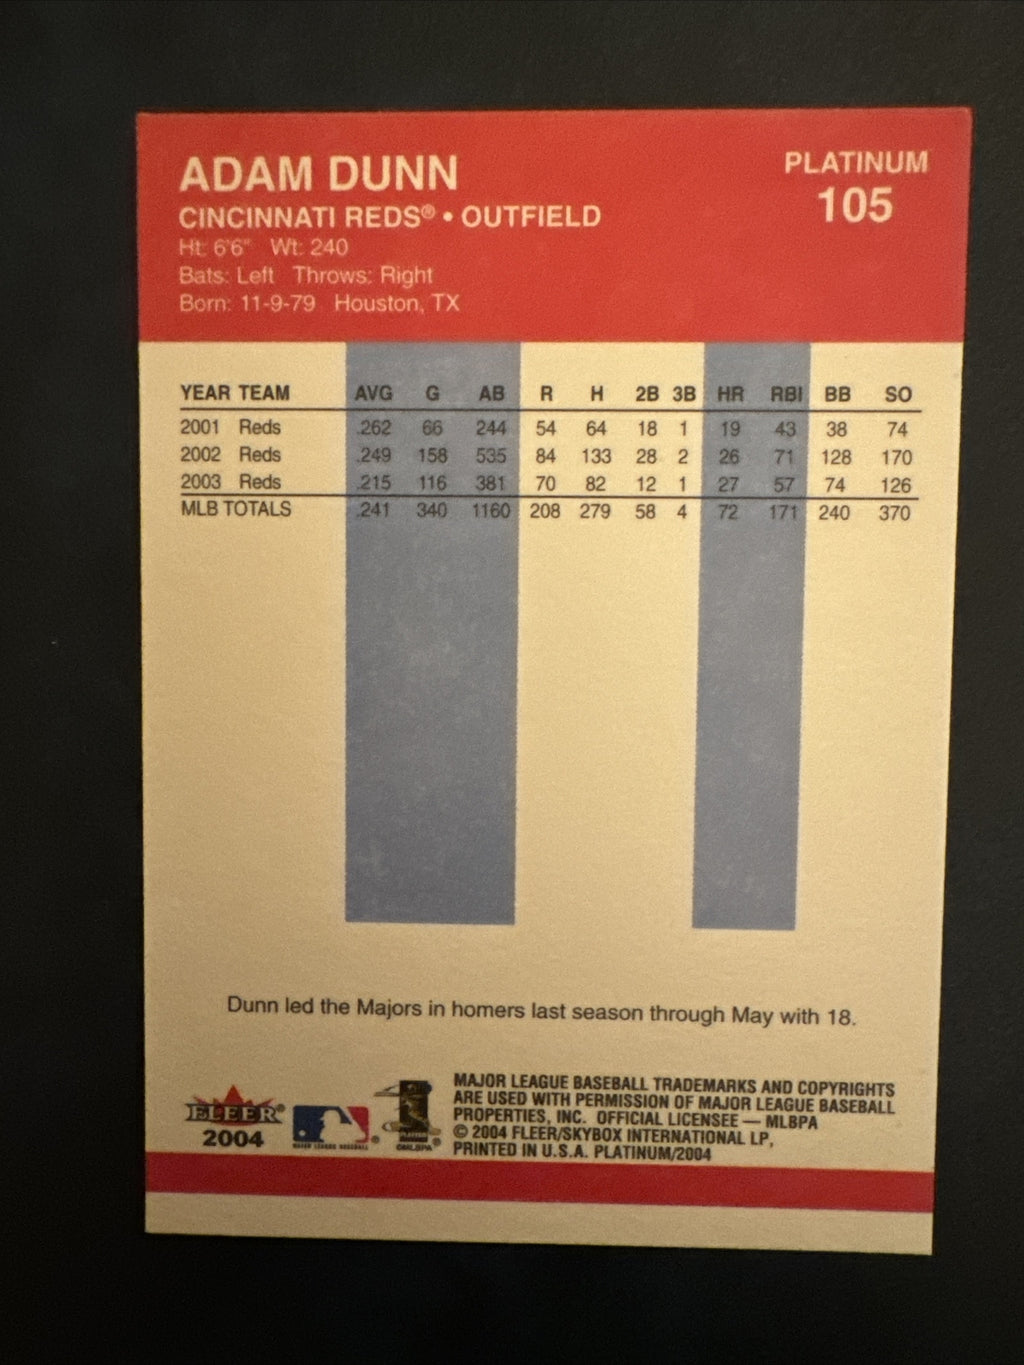 ADAM DUNN
PLATINUM
105
CINCINNATI REDS® • OUTFIELD
Ht: 6'6" Wt: 240
Bats: Left Throws: Right
Born: 11-9-79 Houston, TX
YEAR TEAM AVG G AB R H 2B 3B HR RBI BB SO
2001 Reds .262 66 244 54 64 18 1 19 43 38 74
2002 Reds .249 158 535 84 133 28 2 26 71 128 170
2003 Reds .215 116 381 70 82 12 1 27 57 74 126
MLB TOTALS .241 340 1160 208 279 58 4 72 171 240 370
Dunn led the Majors in homers last season through May with 18.
FLEER®
2004
MAJOR LEAGUE BASEBALL
®
©MLBPA
®
MAJOR LEAGUE BASEBALL TRADEMARKS AND COPYRIGHTS
ARE USED WITH PERMISSION OF MAJOR LEAGUE BASEBALL
PROPERTIES, INC. OFFICIAL LICENSEE — MLBPA
© 2004 FLEER/SKYBOX INTERNATIONAL LP,
PRINTED IN U.S.A. PLATINUM/2004